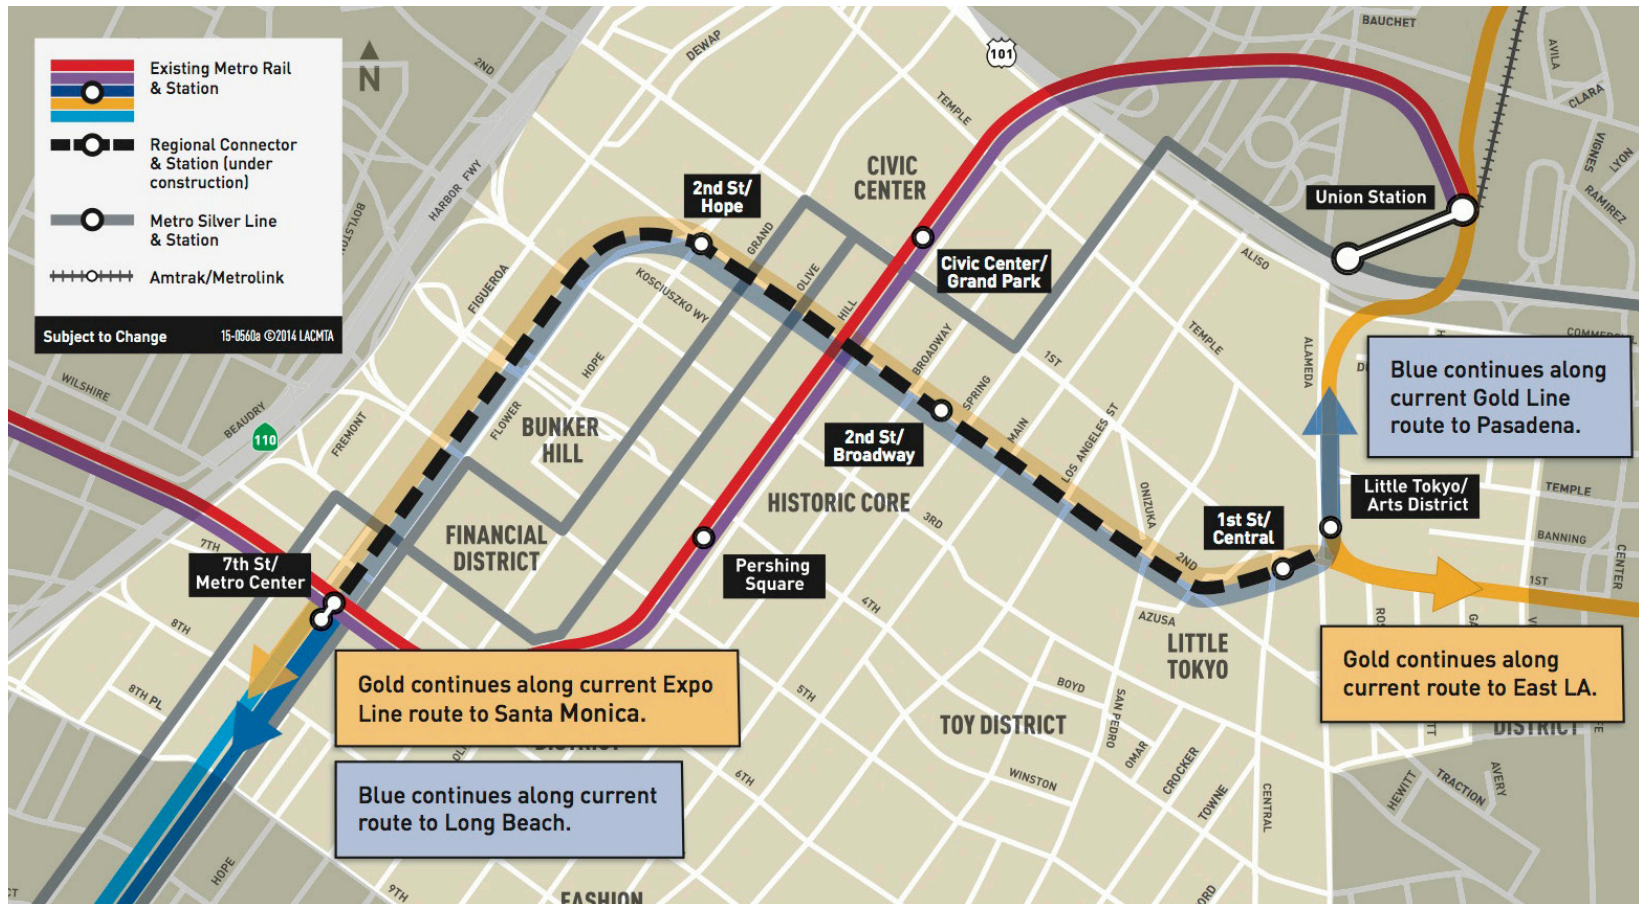 Existing Metro Rail
& Station
Regional Connector
& Station (under
construction)
Metro Silver Line
& Station
Amtrak/Metrolink
Subject to Change
15-0560a ©2014 LACMTA
N
2ND
DEWAP
101
BAUCHET
AVILA
CLARA
VIGNES
LYON
RAMIREZ
TEMPLE
HARBOR FWY
BOYLSTON
CIVIC
CENTER
2nd St/
Hope
GRAND
Union Station
FIGUEROA
KOSCIUSZKO WY
OLIVE
HILL
Civic Center/
Grand Park
ALISO
BROADWAY
1ST
TEMPLE
ALAMEDA
COMMERCIAL
Blue continues along
current Gold Line
route to Pasadena.
WILSHIRE
BEAUDRY
110
FREMONT
HOPE
FLOWER
BUNKER
HILL
SPRING
MAIN
LOS ANGELES ST
2nd St/
Broadway
HISTORIC CORE
ONIZUKA
Little Tokyo/
Arts District
TEMPLE
BANNING
CENTER
1st St/
Central
3RD
2ND
1ST
FINANCIAL
DISTRICT
7TH
7th St/
Metro Center
Pershing
Square
4TH
AZUSA
8TH
LITTLE
TOKYO
8TH PL
Gold continues along current Expo
Line route to Santa Monica.
DISTRICT
5TH
BOYD
SAN PEDRO
TOY DISTRICT
OMAR
CROCKER
TOWNE
WINSTON
6TH
CENTRAL
Gold continues along
current route to East LA.
DISTRICT
HEWITT
TRACTION
AVERY
Blue continues along current
route to Long Beach.
HOPE
9TH
FASHION